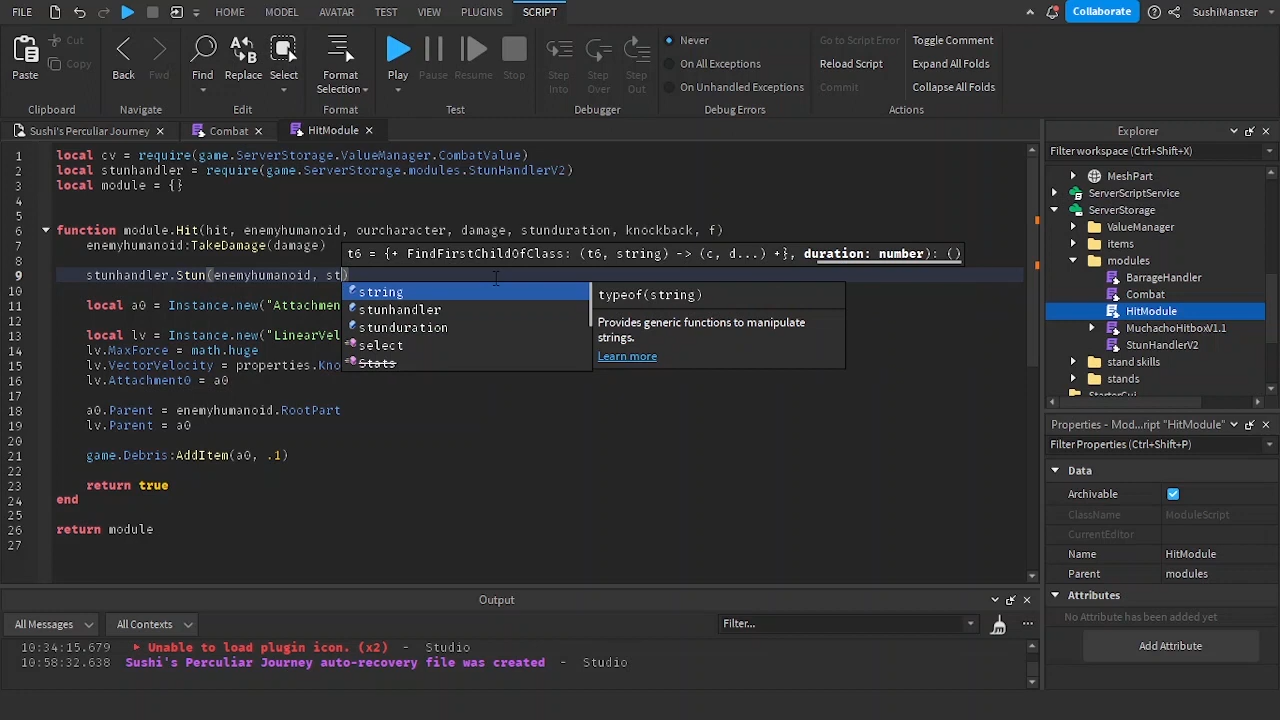 FILE HOME MODEL AVATAR TEST VIEW PLUGINS SCRIPT Collaborate SushiManster
Paste Cut Copy Back Fwd Find Replace Select Format Selection Play Pause Resume Stop Step Into Step Over Step Out
Never Go to Script Error Toggle Comment
On All Exceptions Reload Script Expand All Folds
On Unhandled Exceptions Commit Collapse All Folds
Clipboard Navigate Edit Format Test Debugger Debug Errors Actions
Sushi's Perculiar Journey Combat HitModule
1 local cv = require(game.ServerStorage.ValueManager.CombatValue)
2 local stunhandler = require(game.ServerStorage.modules.StunHandlerV2)
3 local module = {}
4
5
6 function module.Hit(hit, enemyhumanoid, ourcharacter, damage, stunduration, knockback, f)
7 enemyhumanoid:TakeDamage(damage)
t6 = {+ FindFirstChildOfClass: (t6, string) -> (c, d...) +}, duration: number): ()
8
9 stunhandler.Stun(enemyhumanoid, st)
string
stunhandler
stunduration
select
Stats
typeof(string)
Provides generic functions to manipulate
strings.
Learn more
10
11 local a0 = Instance.new("Attachmen
12
13 local lv = Instance.new("LinearVel
14 lv.MaxForce = math.huge
15 lv.VectorVelocity = properties.Kno
16 lv.Attachment0 = a0
17
18 a0.Parent = enemyhumanoid.RootPart
19 lv.Parent = a0
20
21 game.Debris:AddItem(a0, .1)
22
23 return true
24 end
25
26 return module
27
Explorer
Filter workspace (Ctrl+Shift+X)
MeshPart
ServerScriptService
ServerStorage
ValueManager
items
modules
BarrageHandler
Combat
HitModule
MuchachoHitboxV1.1
StunHandlerV2
stand skills
stands
StarterGui
Properties - Mod...ript "HitModule"
Filter Properties (Ctrl+Shift+P)
Data
Archivable
ClassName ModuleScript
CurrentEditor
Name HitModule
Parent modules
Attributes
No Attribute has been added yet
Add Attribute
Output
All Messages All Contexts Filter...
10:34:15.679 Unable to load plugin icon. (x2) - Studio
10:58:32.638 Sushi's Perculiar Journey auto-recovery file was created - Studio